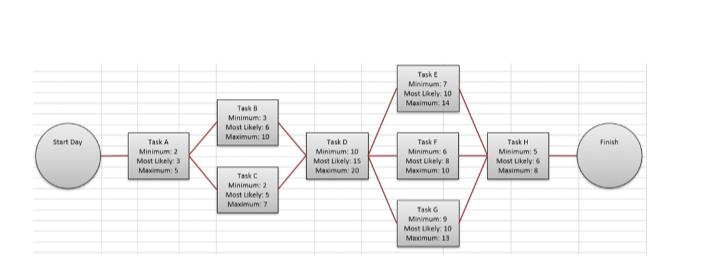 Start Day
Task A
Minimum: 2
Most Likely: 3
Maximum: 5
Task B
Minimum: 3
Most Likely: 6
Maximum: 10
Task C
Minimum: 2
Most Likely: 5
Maximum: 7
Task D
Minimum: 10
Most Likely: 15
Maximum: 20
Task E
Minimum: 7
Most Likely: 10
Maximum: 14
Task F
Minimum: 6
Most Likely: 8
Maximum: 10
Task G
Minimum: 9
Most Likely: 10
Maximum: 13
Task H
Minimum: 5
Most Likely: 6
Maximum: 8
Finish